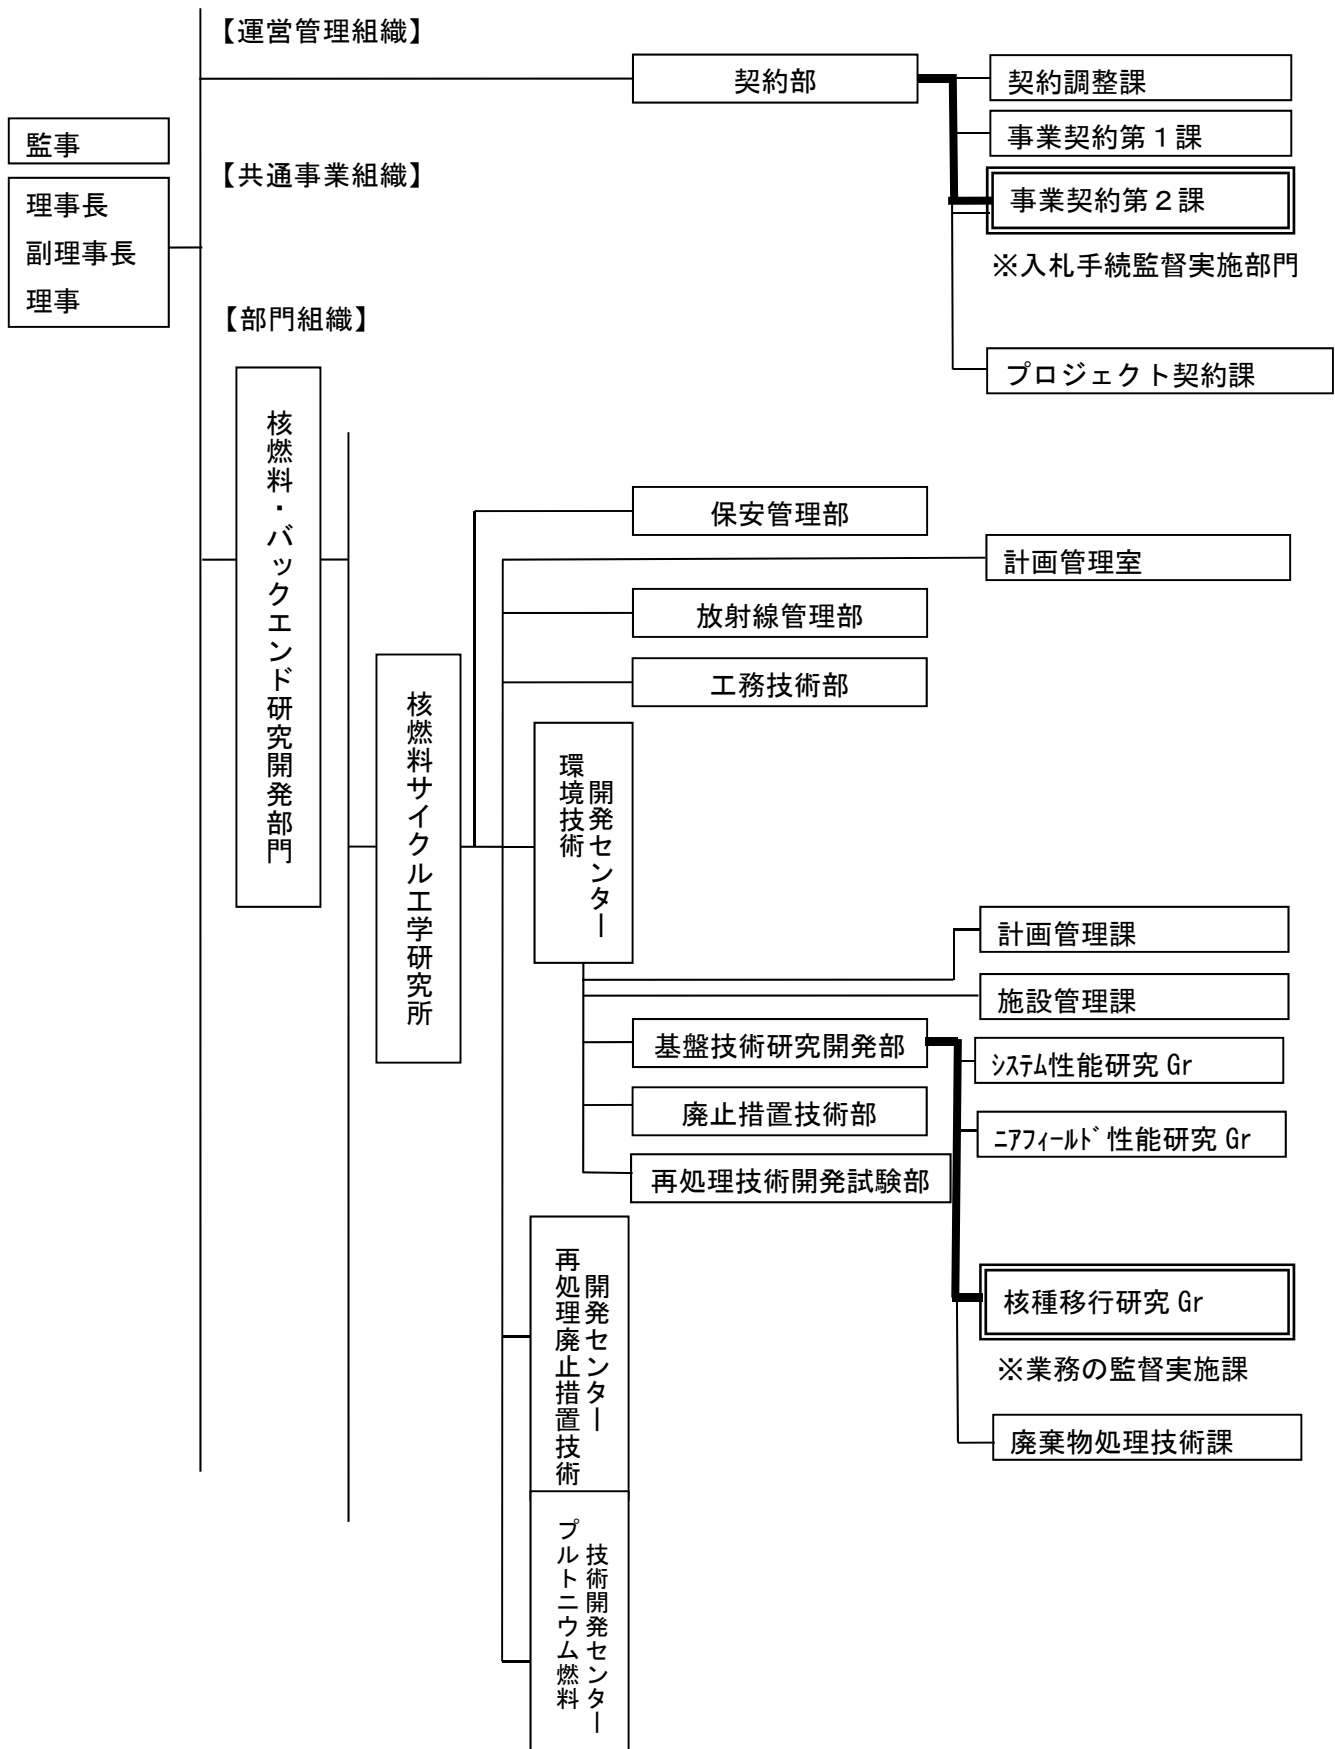 【運営管理組織】
契約部
契約調整課
事業契約第１課
事業契約第２課
※入札手続監督実施部門
プロジェクト契約課
監事
理事長
副理事長
理事
【共通事業組織】
【部門組織】
核燃料・バックエンド研究開発部門
核燃料サイクル工学研究所
保安管理部
計画管理室
放射線管理部
工務技術部
環境技術
開発センター
計画管理課
施設管理課
基盤技術研究開発部
ｼｽﾃﾑ性能研究 Gr
ﾆｱﾌｨｰﾙﾄﾞ性能研究 Gr
廃止措置技術部
再処理技術開発試験部
核種移行研究 Gr
※業務の監督実施課
廃棄物処理技術課
再処理廃止措置技術
開発センター
プルトニウム燃料
技術開発センター